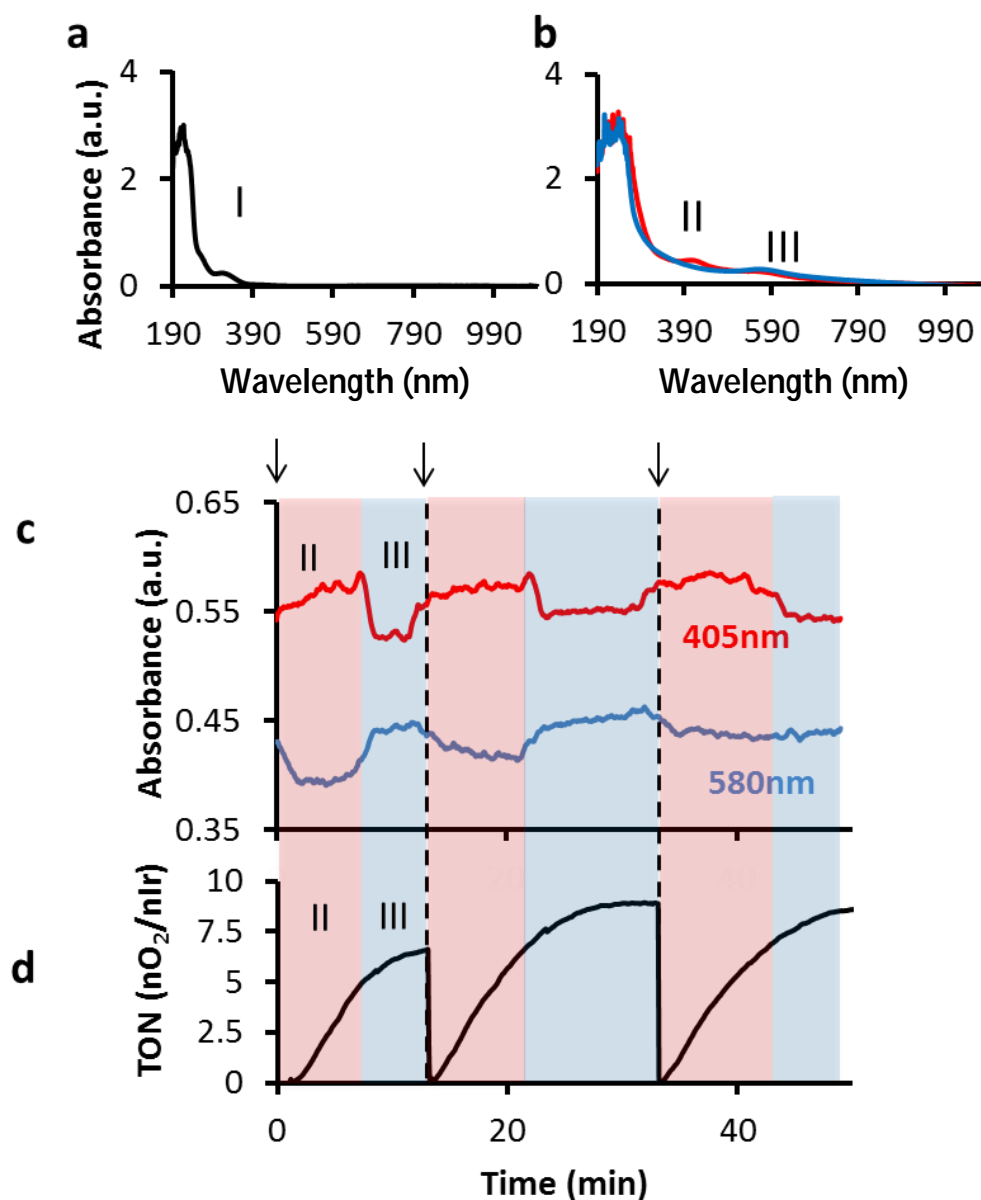 a
b
Absorbance (a.u.)
4
2
0
I
190 390 590 790 990
Wavelength (nm)
4
2
0
II
III
190 390 590 790 990
Wavelength (nm)
c
Absorbance (a.u.)
0.65
0.55
0.45
0.35
II III
405nm
580nm
d
TON (nO₂/nIr)
10
7.5
5
2.5
0
II III
20 40
0 20 40
Time (min)